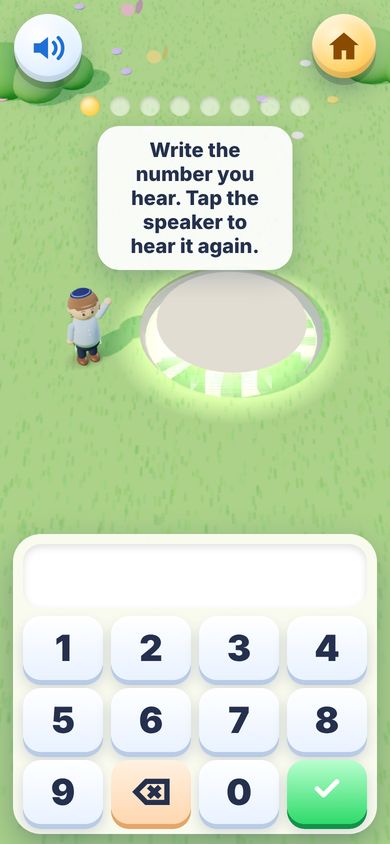 Write the
number you
hear. Tap the
speaker to
hear it again.
1 2 3 4
5 6 7 8
9 0